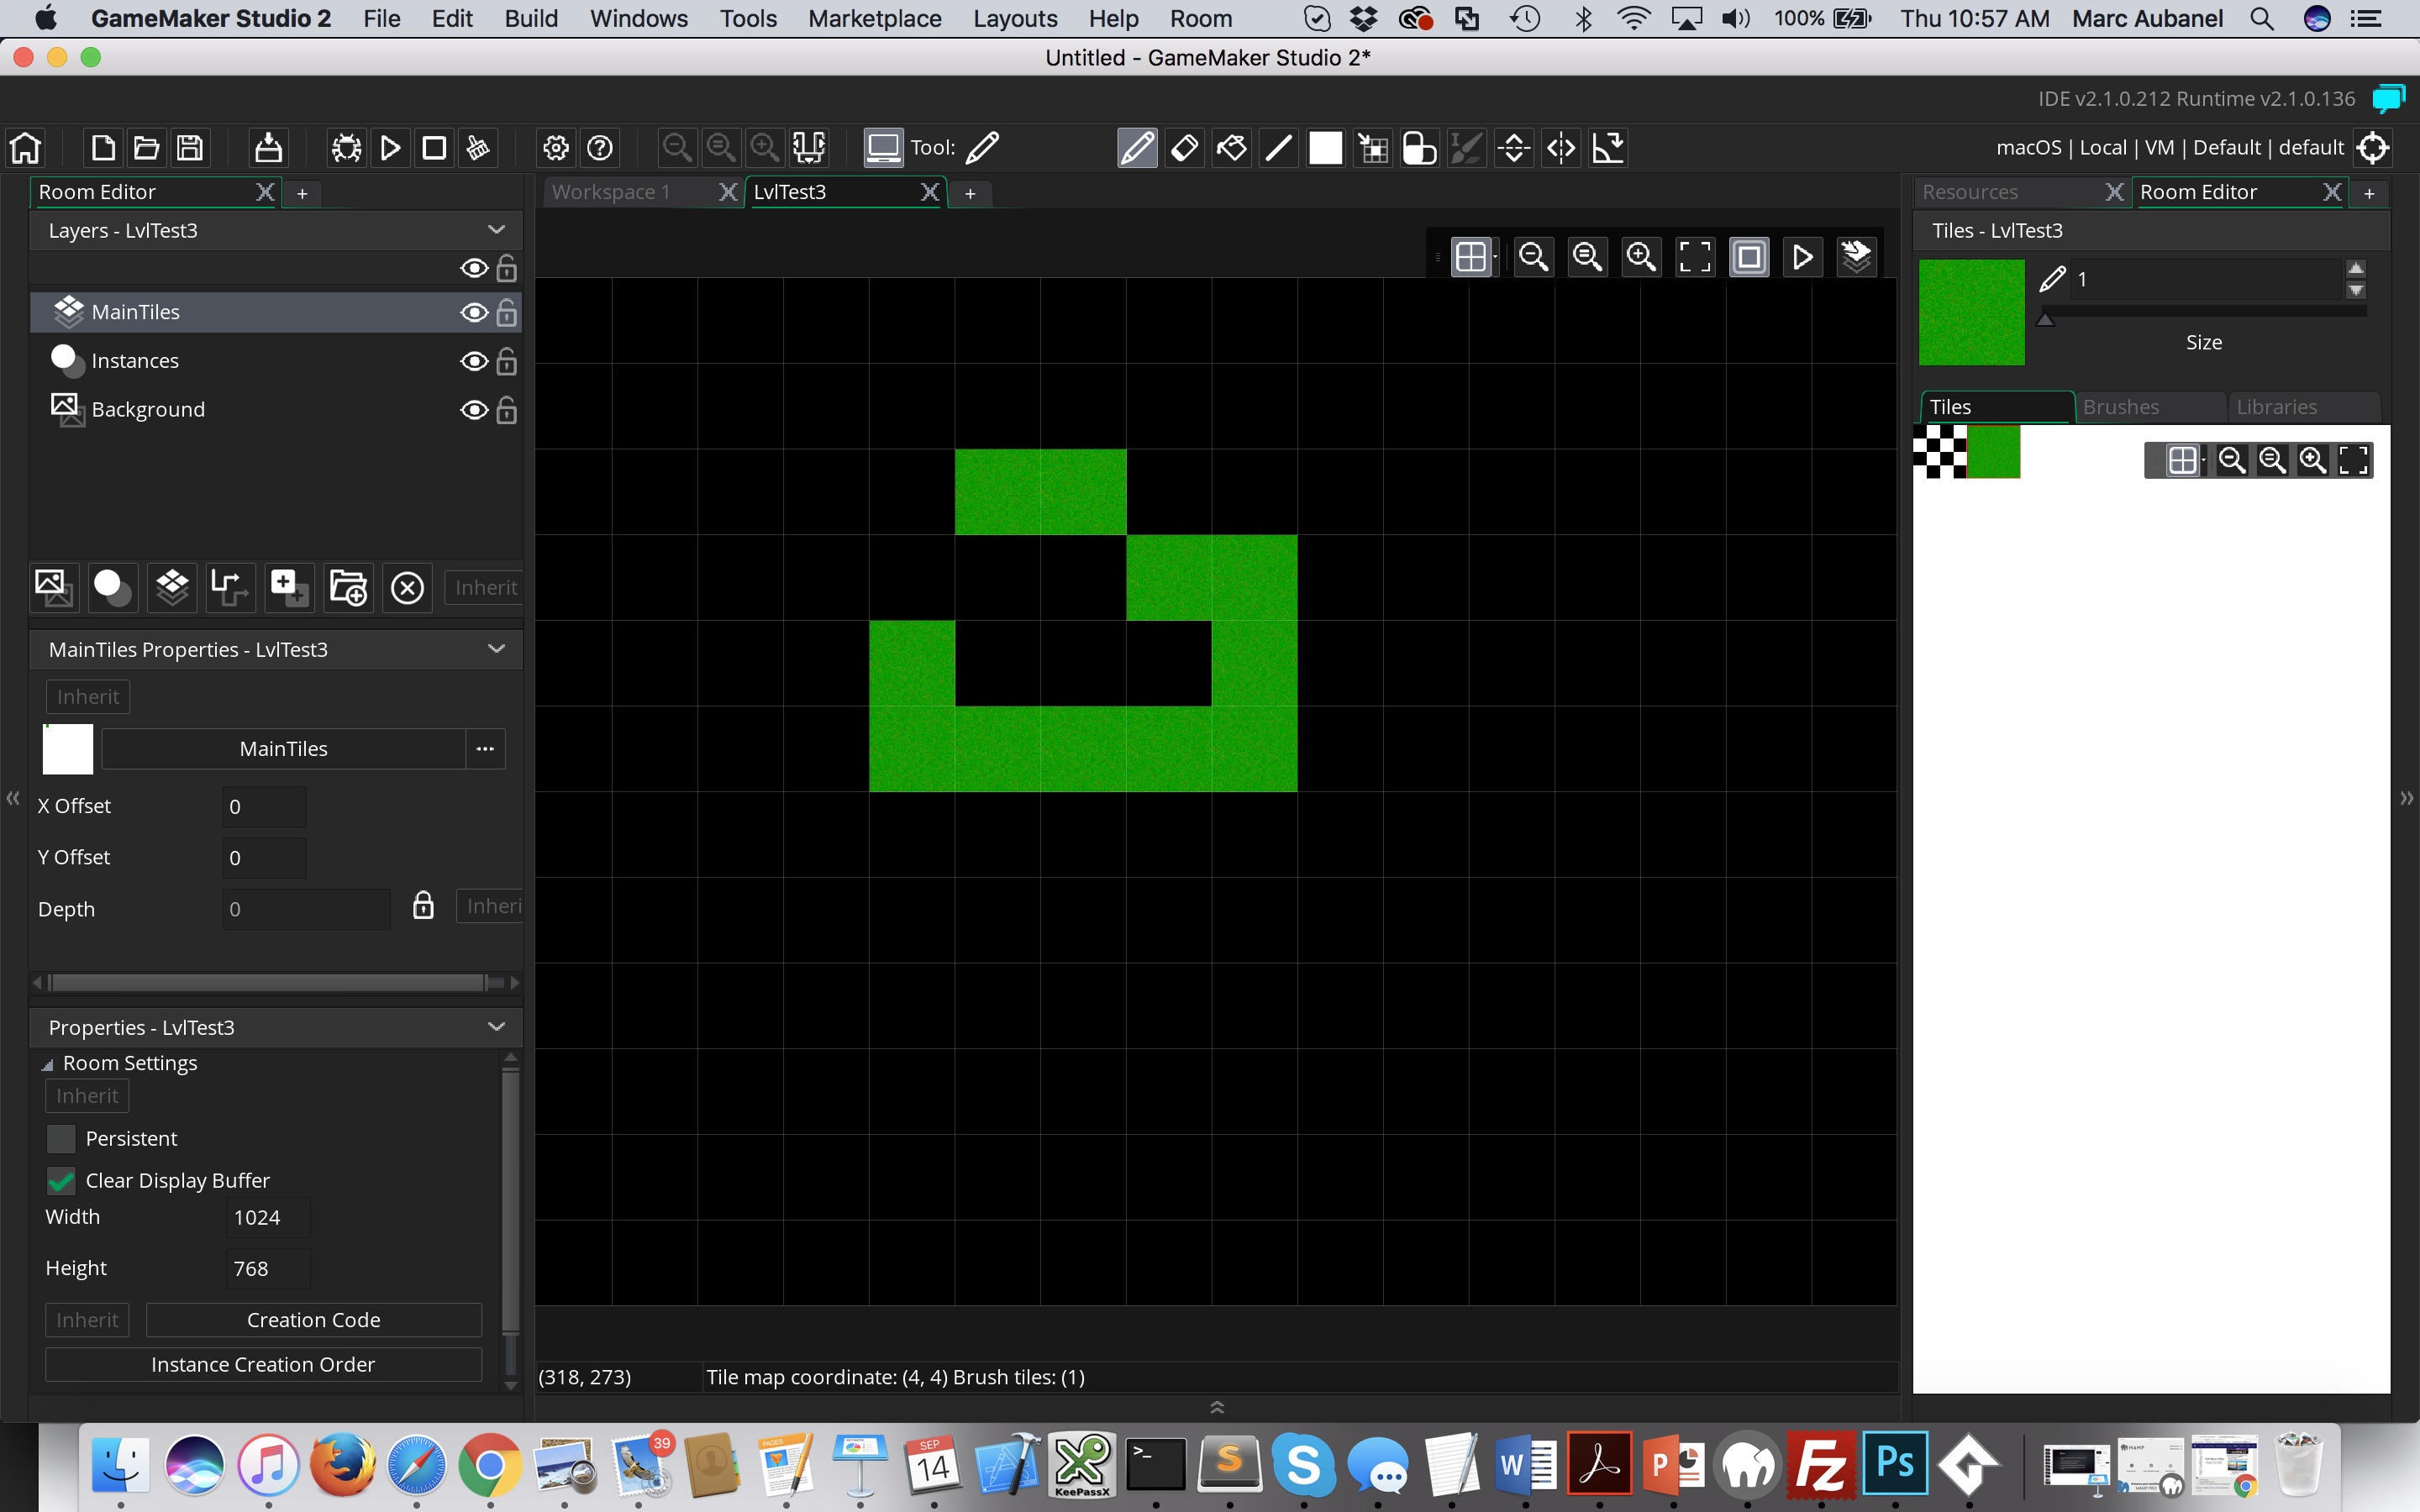 GameMaker Studio 2 File Edit Build Windows Tools Marketplace Layouts Help Room 100% Thu 10:57 AM Marc Aubanel
Untitled - GameMaker Studio 2*
IDE v2.1.0.212 Runtime v2.1.0.136
Tool: macOS | Local | VM | Default | default
Room Editor + Workspace 1 LvlTest3 + Resources Room Editor +
Layers - LvlTest3
Tiles - LvlTest3
1
Size
MainTiles
Instances
Background
Tiles Brushes Libraries
Inherit
MainTiles Properties - LvlTest3
Inherit
MainTiles ...
X Offset 0
Y Offset 0
Depth 0 Inheri
Properties - LvlTest3
Room Settings
Inherit
Persistent
Clear Display Buffer
Width 1024
Height 768
Inherit Creation Code
Instance Creation Order
(318, 273) Tile map coordinate: (4, 4) Brush tiles: (1)
39 PAGES SEP 14 KeePassX >_ S S W P Fz Ps